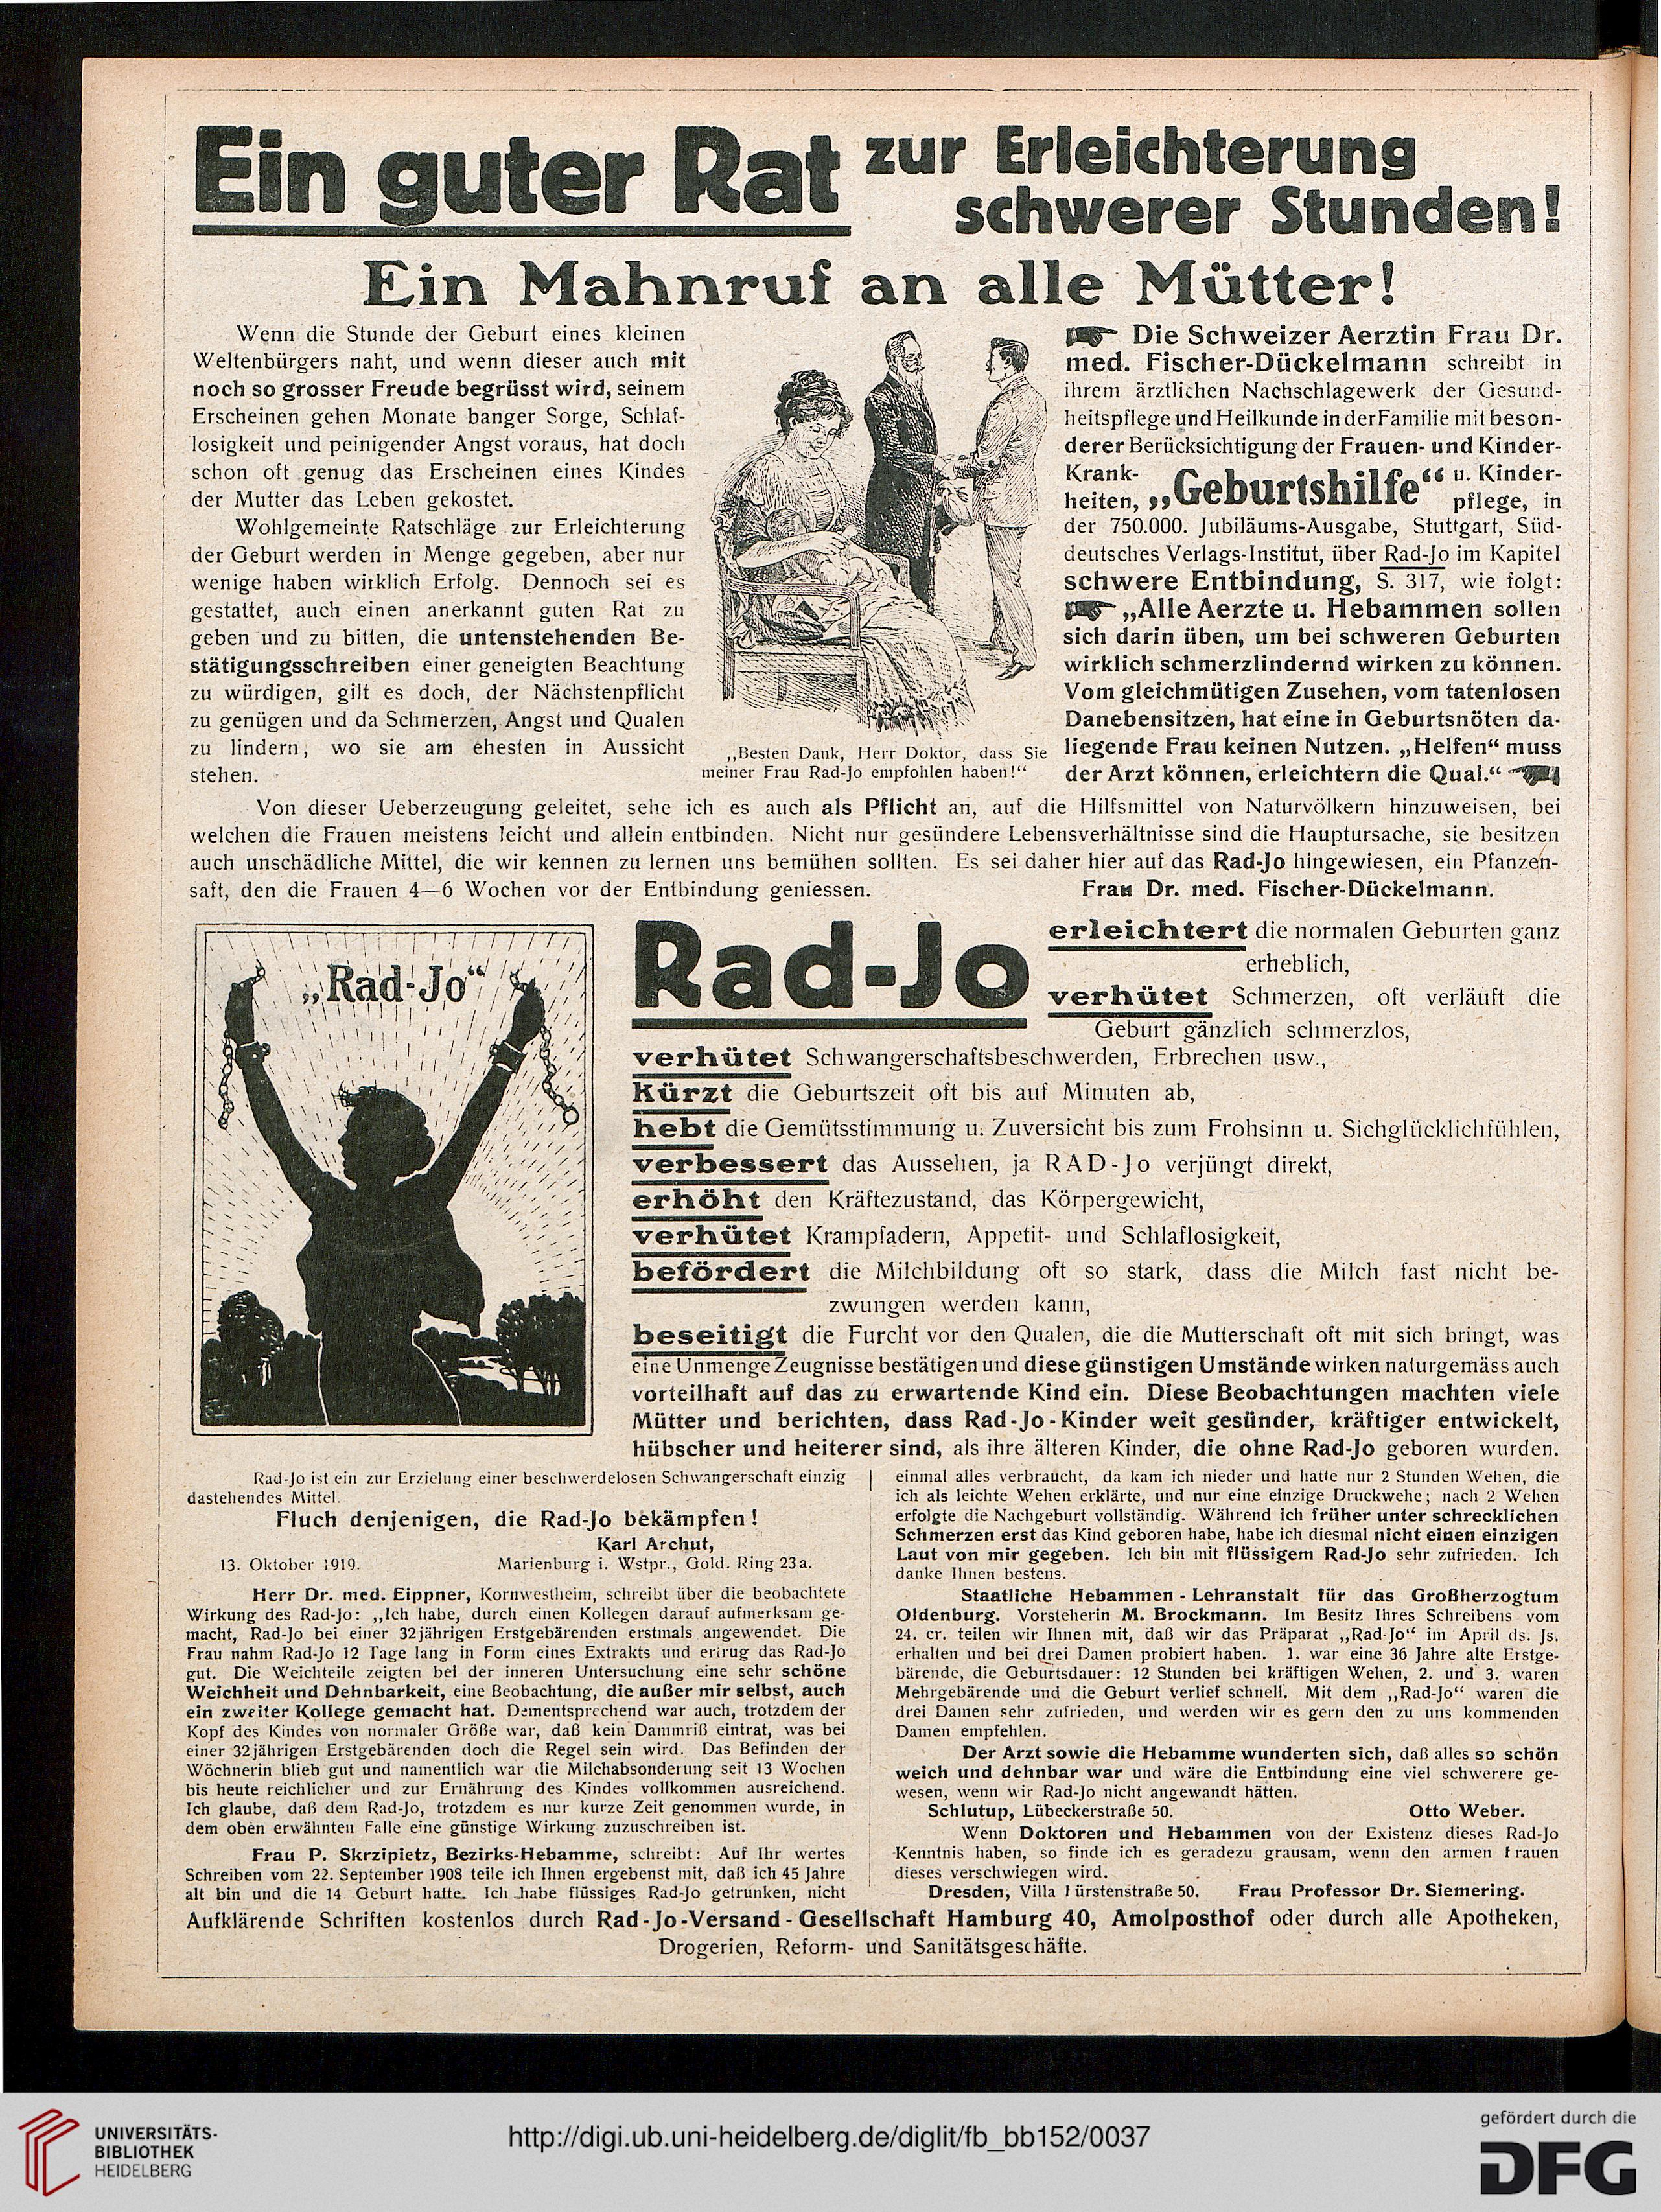 Ein guter Rat zur Erleichterung
schwerer Stunden!
Ein Mahnruf an alle Mütter!
Wenn die Stunde der Geburt eines kleinen
Weltenbürgers naht, und wenn dieser auch mit
noch so grosser Freude begrüsst wird, seinem
Erscheinen gehen Monate banger Sorge, Schlaf-
losigkeit und peinigender Angst voraus, hat doch
schon oft genug das Erscheinen eines Kindes
der Mutter das Leben gekostet.
Wohlgemeinte Ratschläge zur Erleichterung
der Geburt werden in Menge gegeben, aber nur
wenige haben wirklich Erfolg. Dennoch sei es
gestattet, auch einen anerkannt guten Rat zu
geben und zu bitten, die untenstehenden Be-
stätigungsschreiben einer geneigten Beachtung
zu würdigen, gilt es doch, der Nächstenpflicht
zu genügen und da Schmerzen, Angst und Qualen
zu lindern, wo sie am ehesten in Aussicht
stehen.
„Besten Dank, Herr Doktor, dass Sie
meiner Frau Rad-Jo empfohlen haben!“
Die Schweizer Aerztin Frau Dr.
med. Fischer-Dückelmann schreibt in
ihrem ärztlichen Nachschlagewerk der Gesund-
heitspflege und Heilkunde in der Familie mit beson-
derer Berücksichtigung der Frauen- und Kinder-
Krank-
heiten, „Geburtshilfe“ u. Kinder-
pflege, in
der 750.000. Jubiläums-Ausgabe, Stuttgart, Süd-
deutsches Verlags-Institut, über Rad-Jo im Kapitel
schwere Entbindung, S. 317, wie folgt:
„Alle Aerzte u. Hebammen sollen
sich darin üben, um bei schweren Geburten
wirklich schmerzlindernd wirken zu können.
Vom gleichmütigen Zusehen, vom tatenlosen
Danebensitzen, hat eine in Geburtsnöten da-
liegende Frau keinen Nutzen. „Helfen“ muss
der Arzt können, erleichtern die Qual.“
Von dieser Ueberzeugung geleitet, sehe ich es auch als Pflicht an, auf die Hilfsmittel von Naturvölkern hinzuweisen, bei
welchen die Frauen meistens leicht und allein entbinden. Nicht nur gesündere Lebensverhältnisse sind die Hauptursache, sie besitzen
auch unschädliche Mittel, die wir kennen zu lernen uns bemühen sollten. Es sei daher hier auf das Rad-Jo hingewiesen, ein Pfanzen-
saft, den die Frauen 4—6 Wochen vor der Entbindung geniessen. Frau Dr. med. Fischer-Dückelmann.
„Rad-Jo“
Rad-Jo
erleichtert die normalen Geburten ganz
erheblich,
verhütet Schmerzen, oft verläuft die
Geburt gänzlich schmerzlos,
verhütet Schwangerschaftsbeschwerden, Erbrechen usw.,
Kürzt die Geburtszeit oft bis auf Minuten ab,
hebt die Gemütsstimmung u. Zuversicht bis zum Frohsinn u. Sichglücklichfühlen,
verbessert das Aussehen, ja RAD-Jo verjüngt direkt,
erhöht den Kräftezustand, das Körpergewicht,
verhütet Krampfadern, Appetit- und Schlaflosigkeit,
befördert die Milchbildung oft so stark, dass die Milch fast nicht be-
zwungen werden kann,
beseitigt die Furcht vor den Qualen, die die Mutterschaft oft mit sich bringt, was
eine Unmenge Zeugnisse bestätigen und diese günstigen Umstände wirken naturgemäss auch
vorteilhaft auf das zu erwartende Kind ein. Diese Beobachtungen machten viele
Mütter und berichten, dass Rad-Jo-Kinder weit gesünder, kräftiger entwickelt,
hübscher und heiterer sind, als ihre älteren Kinder, die ohne Rad-Jo geboren wurden.
Rad-Jo ist ein zur Erzielung einer beschwerdelosen Schwangerschaft einzig
dastehendes Mittel.
Fluch denjenigen, die Rad-Jo bekämpfen!
Karl Archut,
13. Oktober 1919. Marienburg i. Wstpr., Gold. Ring 23a.
Herr Dr. med. Eippner, Kornwestheim, schreibt über die beobachtete
Wirkung des Rad-Jo: „Ich habe, durch einen Kollegen darauf aufmerksam ge-
macht, Rad-Jo bei einer 32jährigen Erstgebärenden erstmals angewendet. Die
Frau nahm Rad-Jo 12 Tage lang in Form eines Extrakts und ertrug das Rad-Jo
gut. Die Weichteile zeigten bei der inneren Untersuchung eine sehr schöne
Weichheit und Dehnbarkeit, eine Beobachtung, die außer mir selbst, auch
ein zweiter Kollege gemacht hat. Dementsprechend war auch, trotzdem der
Kopf des Kindes von normaler Größe war, daß kein Dammriß eintrat, was bei
einer 32jährigen Erstgebärenden doch die Regel sein wird. Das Befinden der
Wöchnerin blieb gut und namentlich war die Milchabsonderung seit 13 Wochen
bis heute reichlicher und zur Ernährung des Kindes vollkommen ausreichend.
Ich glaube, daß dem Rad-Jo, trotzdem es nur kurze Zeit genommen wurde, in
dem oben erwähnten Falle eine günstige Wirkung zuzuschreiben ist.
Frau P. Skrzipietz, Bezirks-Hebamme, schreibt: Auf Ihr wertes
Schreiben vom 22. September 1908 teile ich Ihnen ergebenst mit, daß ich 45 Jahre
alt bin und die 14. Geburt hatte. Ich habe flüssiges Rad-Jo getrunken, nicht
einmal alles verbraucht, da kam ich nieder und hatte nur 2 Stunden Wehen, die
ich als leichte Wehen erklärte, und nur eine einzige Druckwehe; nach 2 Wehen
erfolgte die Nachgeburt vollständig. Während ich früher unter schrecklichen
Schmerzen erst das Kind geboren habe, habe ich diesmal nicht einen einzigen
Laut von mir gegeben. Ich bin mit flüssigem Rad-Jo sehr zufrieden. Ich
danke Ihnen bestens.
Staatliche Hebammen-Lehranstalt für das Großherzogtum
Oldenburg. Vorsteherin M. Brockmann. Im Besitz Ihres Schreibens vom
24. cr. teilen wir Ihnen mit, daß wir das Präparat „Rad-Jo“ im April ds. Js.
erhalten und bei drei Damen probiert haben. 1. war eine 36 Jahre alte Erstge-
bärende, die Geburtsdauer: 12 Stunden bei kräftigen Wehen, 2. und 3. waren
Mehrgebärende und die Geburt verlief schnell. Mit dem „Rad-Jo“ waren die
drei Damen sehr zufrieden, und werden wir es gern den zu uns kommenden
Damen empfehlen.
Der Arzt sowie die Hebamme wunderten sich, daß alles so schön
weich und dehnbar war und wäre die Entbindung eine viel schwerere ge-
wesen, wenn wir Rad-Jo nicht angewandt hätten.
Schlutup, Lübeckerstraße 50. Otto Weber.
Wenn Doktoren und Hebammen von der Existenz dieses Rad-Jo
Kenntnis haben, so finde ich es geradezu grausam, wenn den armen Frauen
dieses verschwiegen wird.
Dresden, Villa Fürstenstraße 50. Frau Professor Dr. Siemering.
Aufklärende Schriften kostenlos durch Rad-Jo-Versand-Gesellschaft Hamburg 40, Amolposthof oder durch alle Apotheken,
Drogerien, Reform- und Sanitätsgeschäfte.
UNIVERSITÄTS-
BIBLIOTHEK
HEIDELBERG
http://digi.ub.uni-heidelberg.de/diglit/fb_bb152/0037
gefördert durch die
DFG